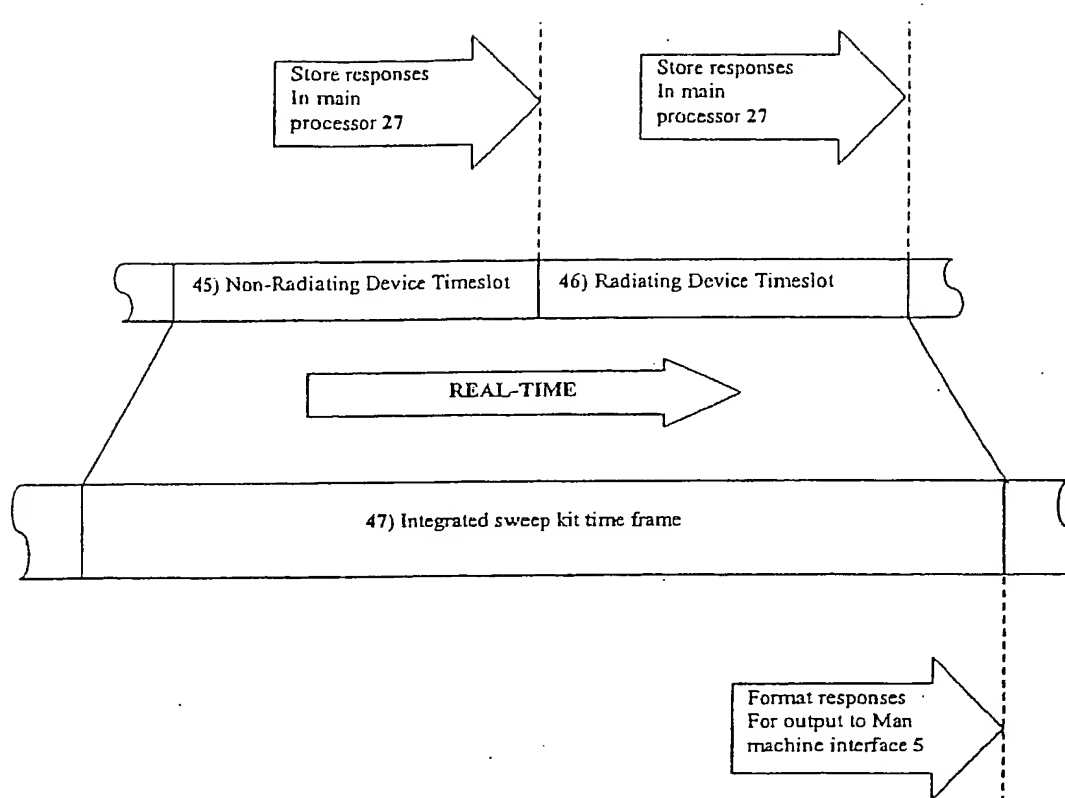 Store responses
In main
processor 27
Store responses
In main
processor 27
45) Non-Radiating Device Timeslot
46) Radiating Device Timeslot
REAL-TIME
47) Integrated sweep kit time frame
Format responses
For output to Man
machine interface 5